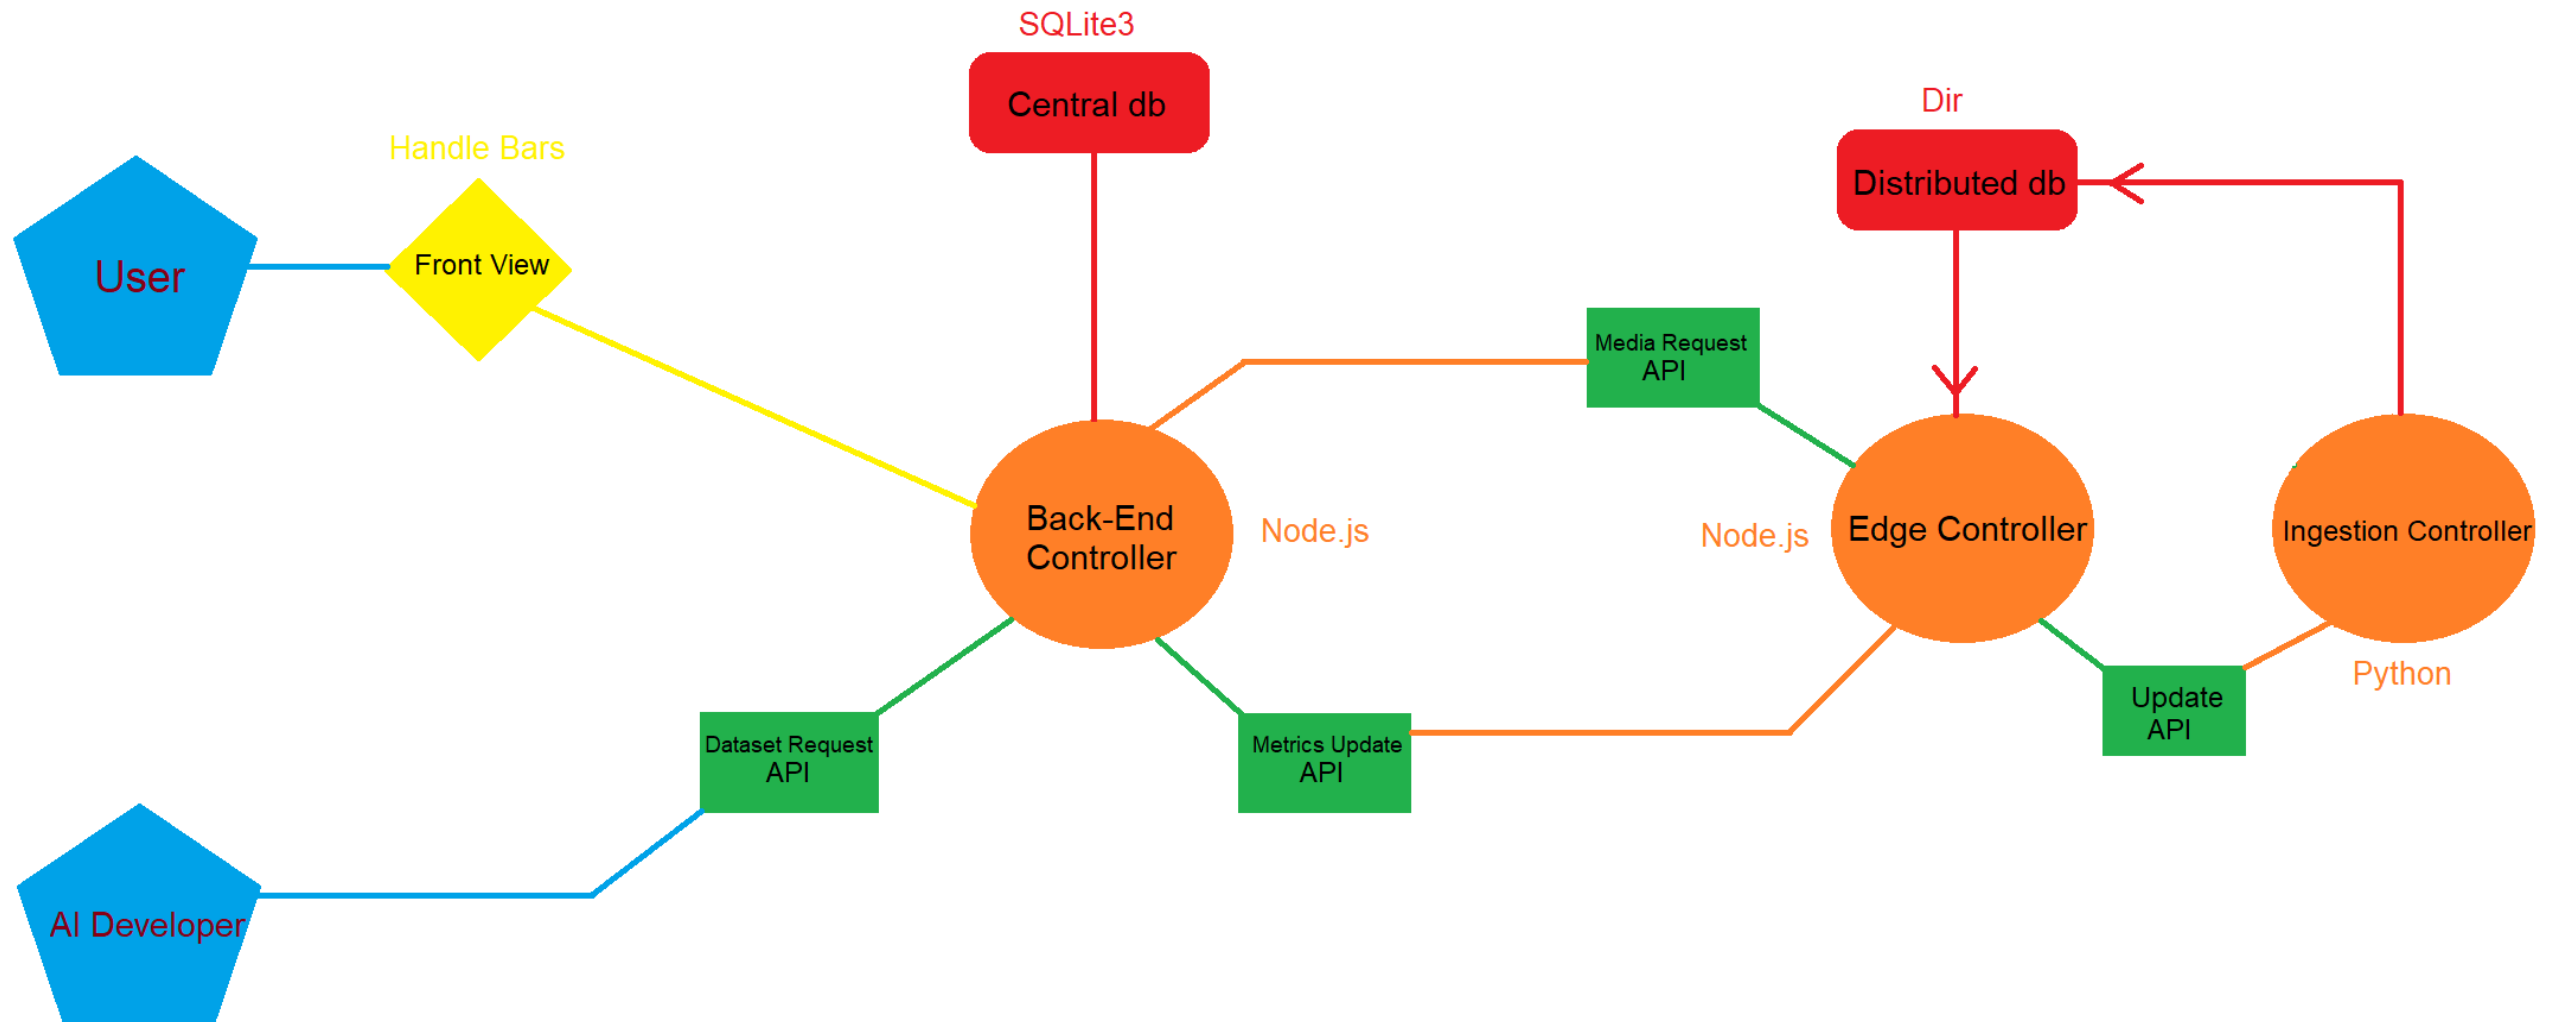 SQLite3
Central db
Dir
Distributed db
Handle Bars
User
Front View
Media Request
API
Back-End
Controller
Node.js
Node.js
Edge Controller
Ingestion Controller
Python
Update
API
Dataset Request
API
Metrics Update
API
AI Developer